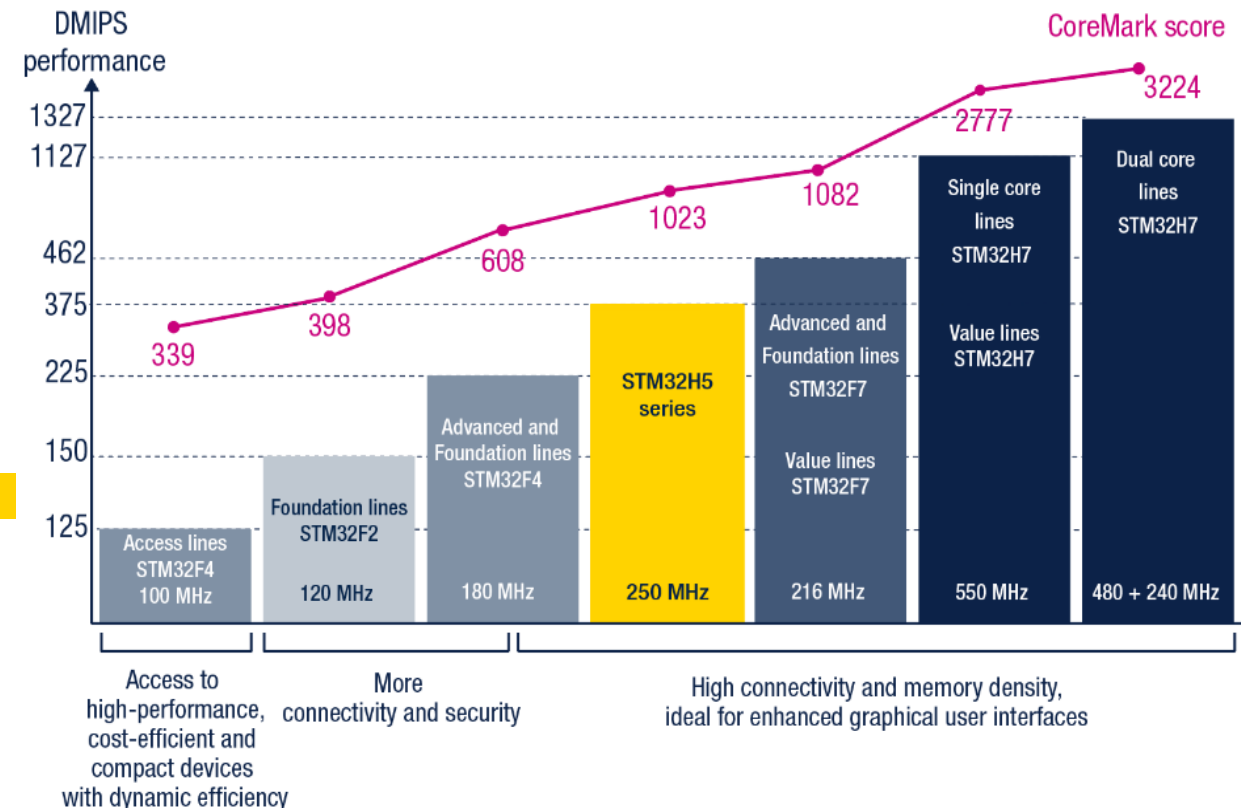 DMIPS
performance
CoreMark score
1327
1127
462
375
225
150
125
339
398
608
1023
1082
2777
3224
Access lines
STM32F4
100 MHz
Foundation lines
STM32F2
120 MHz
Advanced and
Foundation lines
STM32F4
180 MHz
STM32H5
series
250 MHz
Advanced and
Foundation lines
STM32F7
Value lines
STM32F7
216 MHz
Single core
lines
STM32H7
Value lines
STM32H7
550 MHz
Dual core
lines
STM32H7
480 + 240 MHz
Access to
high-performance,
cost-efficient and
compact devices
with dynamic efficiency
More
connectivity and security
High connectivity and memory density,
ideal for enhanced graphical user interfaces